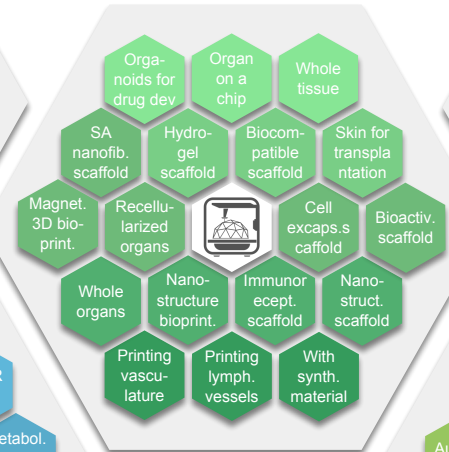 Orga-
noids for
drug dev
Organ
on a
chip
Whole
tissue
SA
nanofib.
scaffold
Hydro-
gel
scaffold
Biocom-
patible
scaffold
Skin for
transpla
ntation
Magnet.
3D bio-
print.
Recellu-
larized
organs
Cell
excaps.s
caffold
Bioactiv.
scaffold
Whole
organs
Nano-
structure
bioprint.
Immunor
ecept.
scaffold
Nano-
struct.
scaffold
Printing
vascu-
lature
Printing
lymph.
vessels
With
synth.
material
etabol.